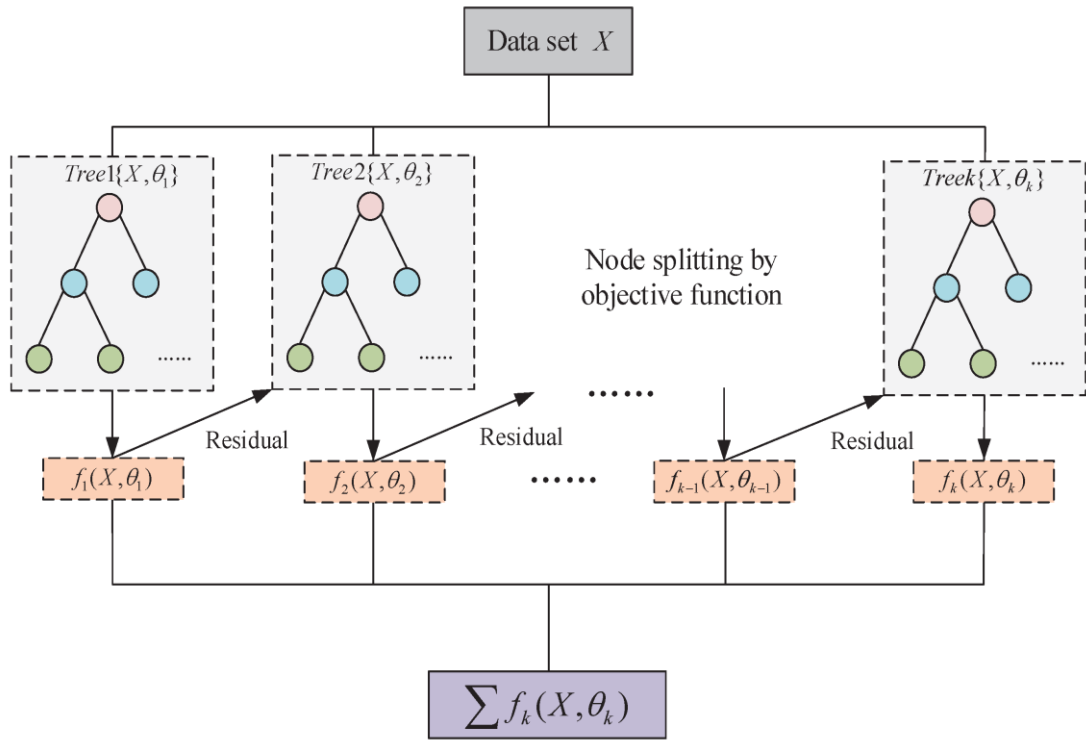 Data set X
Tree1{X,θ₁}
Tree2{X,θ₂}
Treek{X,θₖ}
Node splitting by
objective function
......
......
......
......
Residual
Residual
Residual
f₁(X,θ₁)
f₂(X,θ₂)
......
fₖ₋₁(X,θₖ₋₁)
fₖ(X,θₖ)
∑ fₖ(X,θₖ)